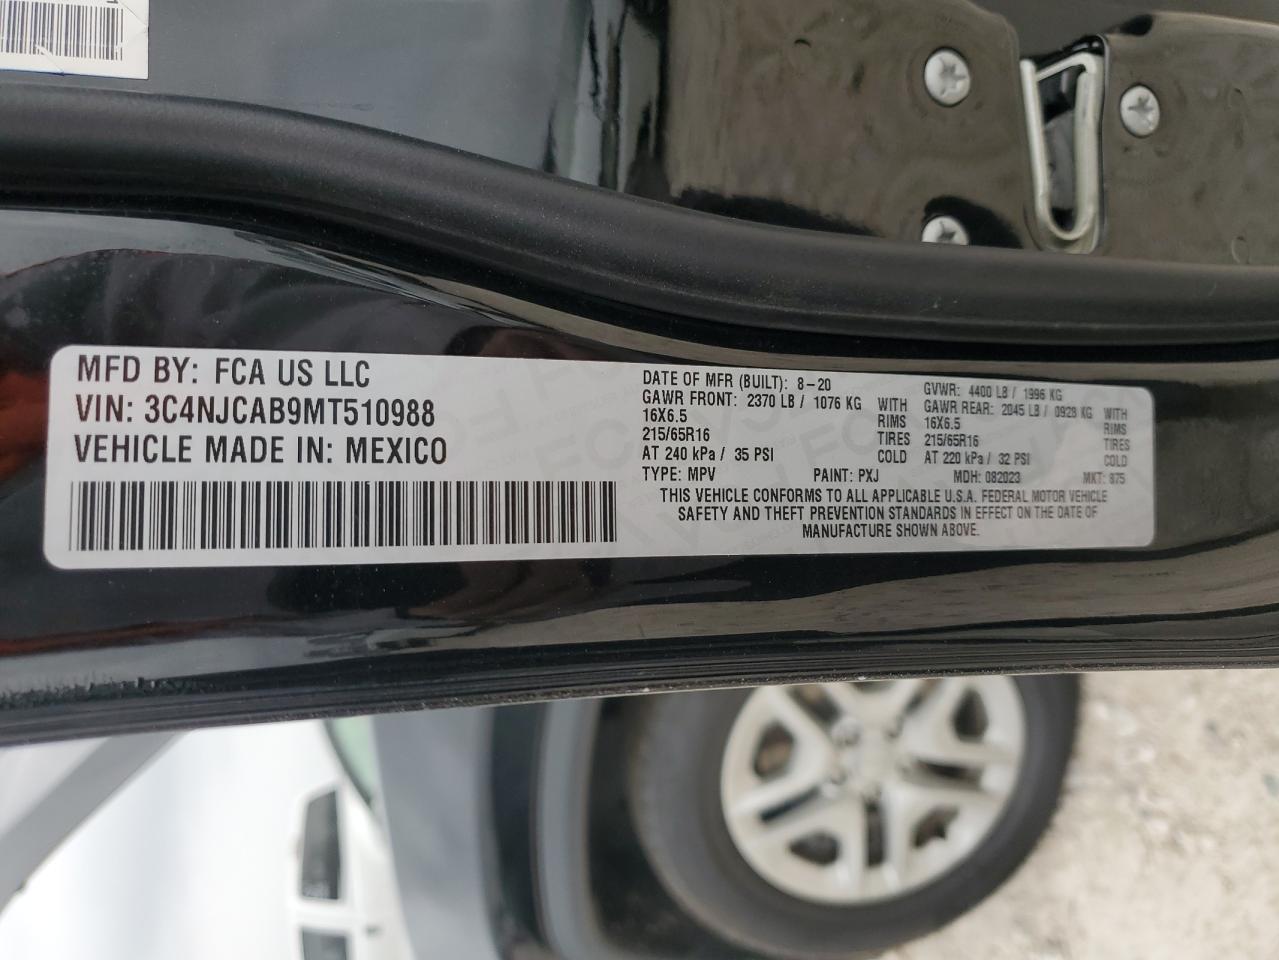 MFD BY: FCA US LLC
VIN: 3C4NJCAB9MT510988
VEHICLE MADE IN: MEXICO
DATE OF MFR (BUILT): 8-20 GVWR: 4400 LB / 1996 KG
GAWR FRONT: 2370 LB / 1076 KG WITH GAWR REAR: 2045 LB / 0928 KG WITH
16X6.5 RIMS 16X6.5 RIMS
215/65R16 TIRES 215/65R16 TIRES
AT 240 kPa / 35 PSI COLD AT 220 kPa / 32 PSI COLD
TYPE: MPV PAINT: PXJ MDH: 082023 MKT: 875
THIS VEHICLE CONFORMS TO ALL APPLICABLE U.S.A. FEDERAL MOTOR VEHICLE
SAFETY AND THEFT PREVENTION STANDARDS IN EFFECT ON THE DATE OF
MANUFACTURE SHOWN ABOVE.